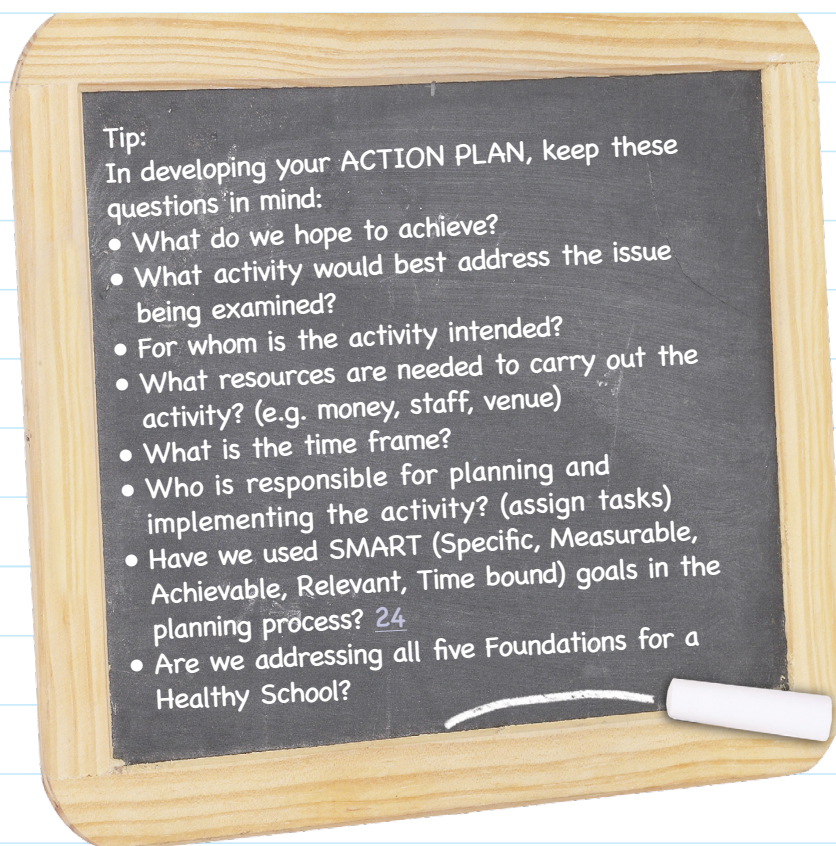 Tip:
In developing your ACTION PLAN, keep these
questions in mind:
• What do we hope to achieve?
• What activity would best address the issue
being examined?
• For whom is the activity intended?
• What resources are needed to carry out the
activity? (e.g. money, staff, venue)
• What is the time frame?
• Who is responsible for planning and
implementing the activity? (assign tasks)
• Have we used SMART (Specific, Measurable,
Achievable, Relevant, Time bound) goals in the
planning process? 24
• Are we addressing all five Foundations for a
Healthy School?